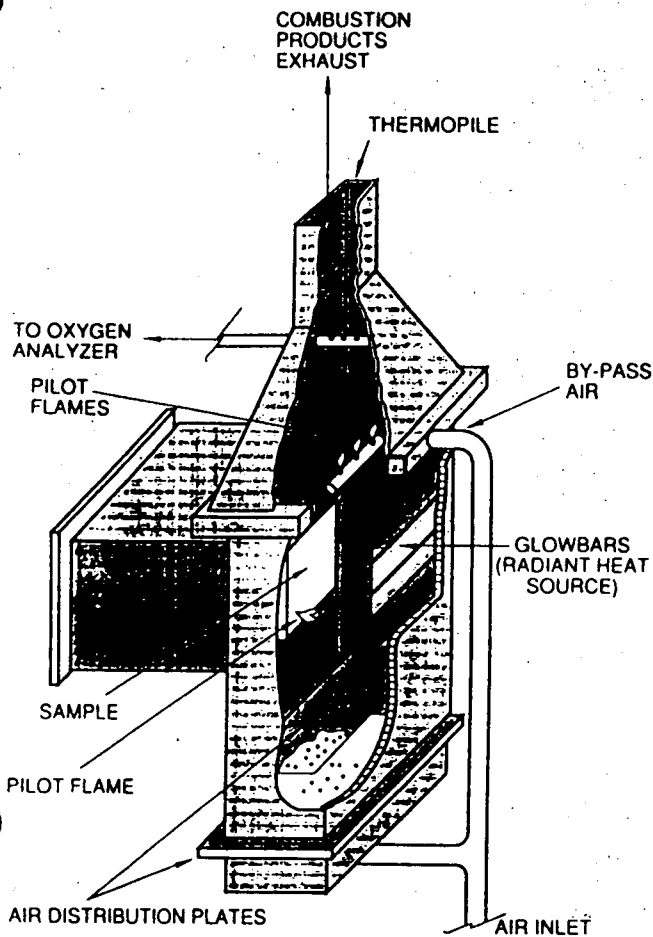 COMBUSTION
PRODUCTS
EXHAUST
THERMOPILE
TO OXYGEN
ANALYZER
PILOT
FLAMES
BY-PASS
AIR
GLOWBARS
(RADIANT HEAT
SOURCE)
SAMPLE
PILOT FLAME
AIR DISTRIBUTION PLATES
AIR INLET